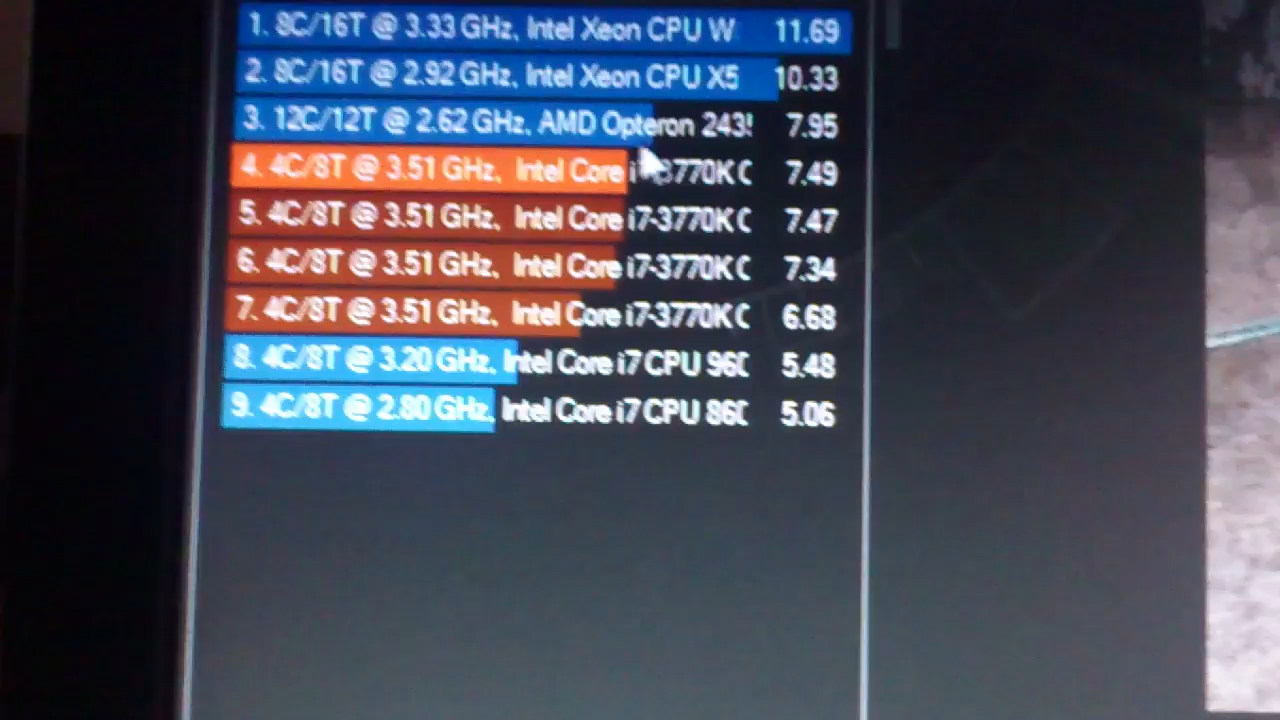 1. 8C/16T @ 3.33 GHz, Intel Xeon CPU W 11.69
2. 8C/16T @ 2.92 GHz, Intel Xeon CPU X5 10.33
3. 12C/12T @ 2.62 GHz, AMD Opteron 243 7.95
4. 4C/8T @ 3.51 GHz, Intel Core i7-3770K C 7.49
5. 4C/8T @ 3.51 GHz, Intel Core i7-3770K C 7.47
6. 4C/8T @ 3.51 GHz, Intel Core i7-3770K C 7.34
7. 4C/8T @ 3.51 GHz, Intel Core i7-3770K C 6.68
8. 4C/8T @ 3.20 GHz, Intel Core i7 CPU 960 5.48
9. 4C/8T @ 2.80 GHz, Intel Core i7 CPU 860 5.06